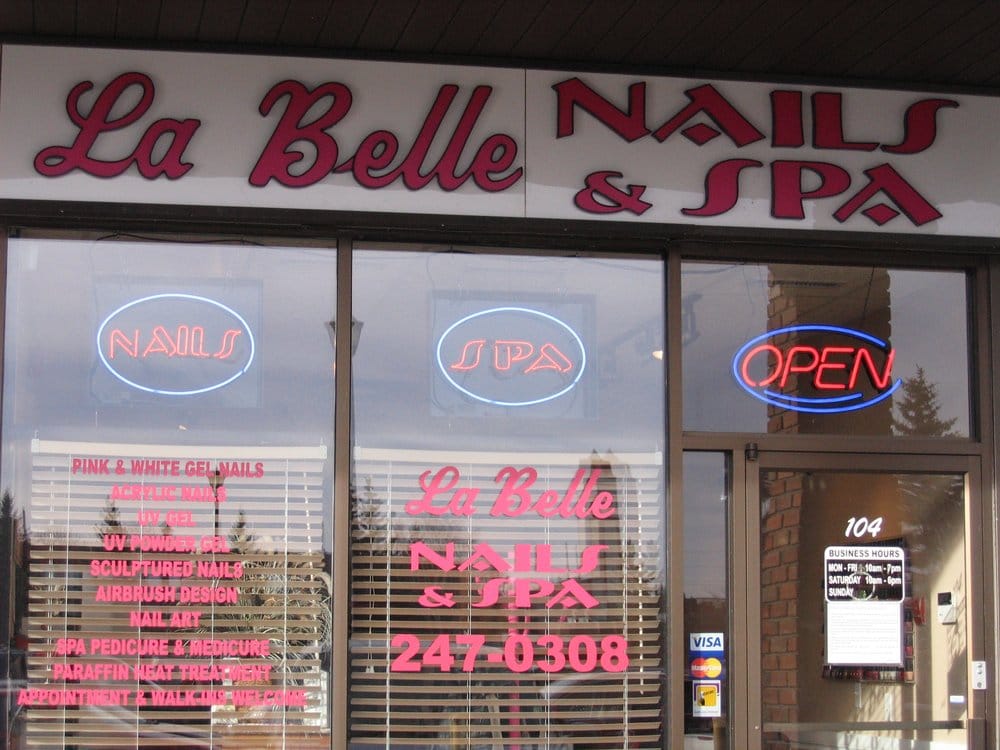 La Belle NAILS
& SPA
NAILS
SPA
OPEN
PINK & WHITE GEL NAILS
ACRYLIC NAILS
UV GEL
UV POWDER GEL
SCULPTURED NAILS
AIRBRUSH DESIGN
NAIL ART
SPA PEDICURE & MEDICURE
PARAFFIN HEAT TREATMENT
APPOINTMENT & WALK-INS WELCOME
La Belle
NAILS
& SPA
247-0308
104
BUSINESS HOURS
MON - FRI 10am - 7pm
SATURDAY 10am - 6pm
SUNDAY
VISA
MasterCard